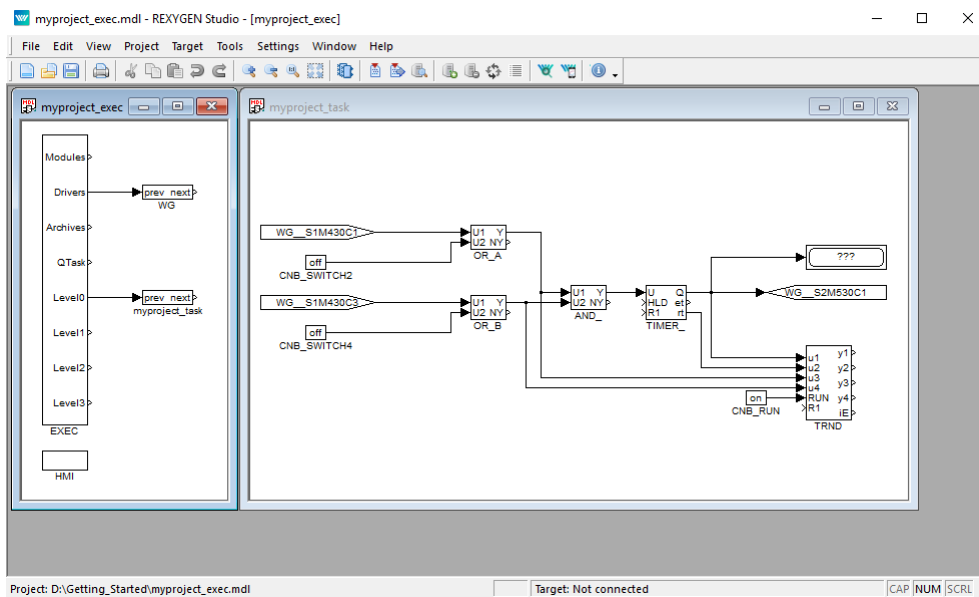 myproject_exec.mdl - REXYGEN Studio - [myproject_exec]
File Edit View Project Target Tools Settings Window Help
myproject_exec
Modules
Drivers
prev next
WG
Archives
QTask
Level0
prev next
myproject_task
Level1
Level2
Level3
EXEC
HMI
myproject_task
WG__S1M430C1
U1 Y
U2 NY
OR_A
off
CNB_SWITCH2
WG__S1M430C3
U1 Y
U2 NY
OR_B
off
CNB_SWITCH4
U1 Y
U2 NY
AND_
U Q
HLD et
R1 rt
TIMER_
???
WG__S2M530C1
u1 y1
u2 y2
u3 y3
u4
RUN y4
R1 iE
TRND
on
CNB_RUN
Project: D:\Getting_Started\myproject_exec.mdl
Target: Not connected
CAP NUM SCRL